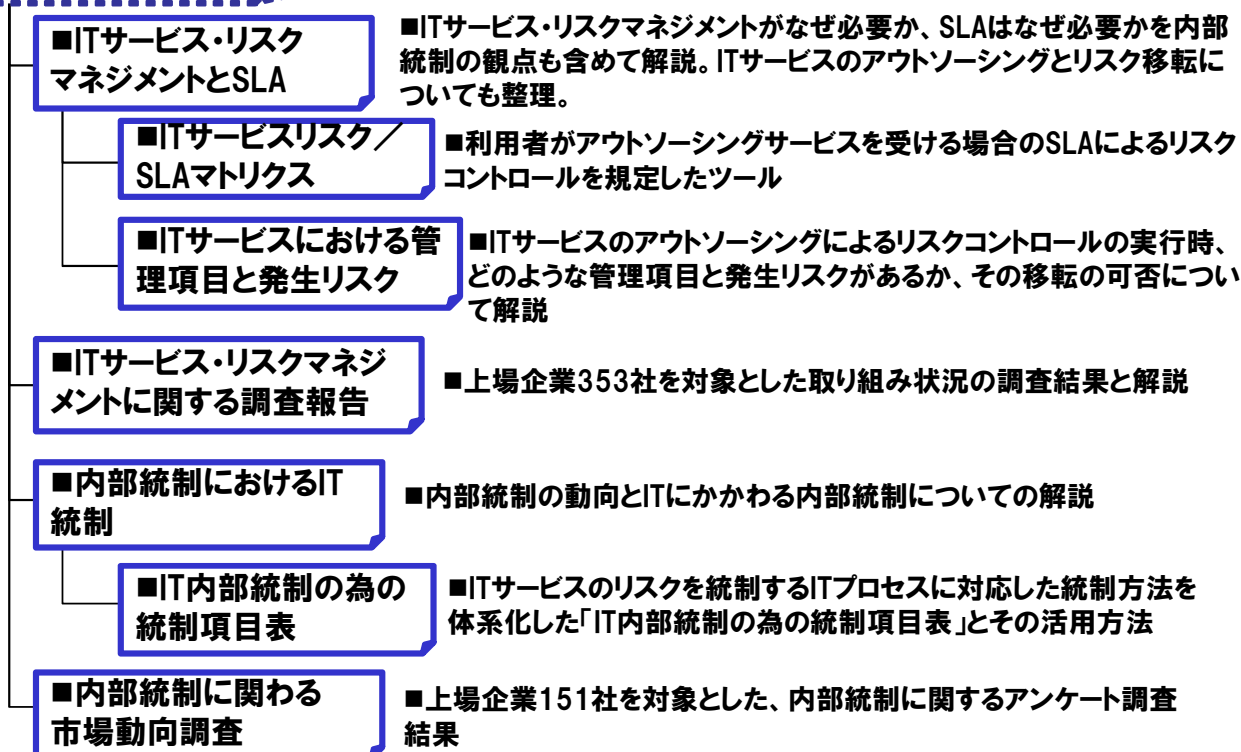 ■ITサービス・リスク
マネジメントとSLA
■ITサービス・リスクマネジメントがなぜ必要か、SLAはなぜ必要かを内部
統制の観点も含めて解説。ITサービスのアウトソーシングとリスク移転に
ついても整理。
■ITサービスリスク／
SLAマトリクス
■利用者がアウトソーシングサービスを受ける場合のSLAによるリスク
コントロールを規定したツール
■ITサービスにおける管
理項目と発生リスク
■ITサービスのアウトソーシングによるリスクコントロールの実行時、
どのような管理項目と発生リスクがあるか、その移転の可否につい
て解説
■ITサービス・リスクマネジ
メントに関する調査報告
■上場企業353社を対象とした取り組み状況の調査結果と解説
■内部統制におけるIT
統制
■内部統制の動向とITにかかわる内部統制についての解説
■IT内部統制の為の
統制項目表
■ITサービスのリスクを統制するITプロセスに対応した統制方法を
体系化した「IT内部統制の為の統制項目表」とその活用方法
■内部統制に関わる
市場動向調査
■上場企業151社を対象とした、内部統制に関するアンケート調査
結果